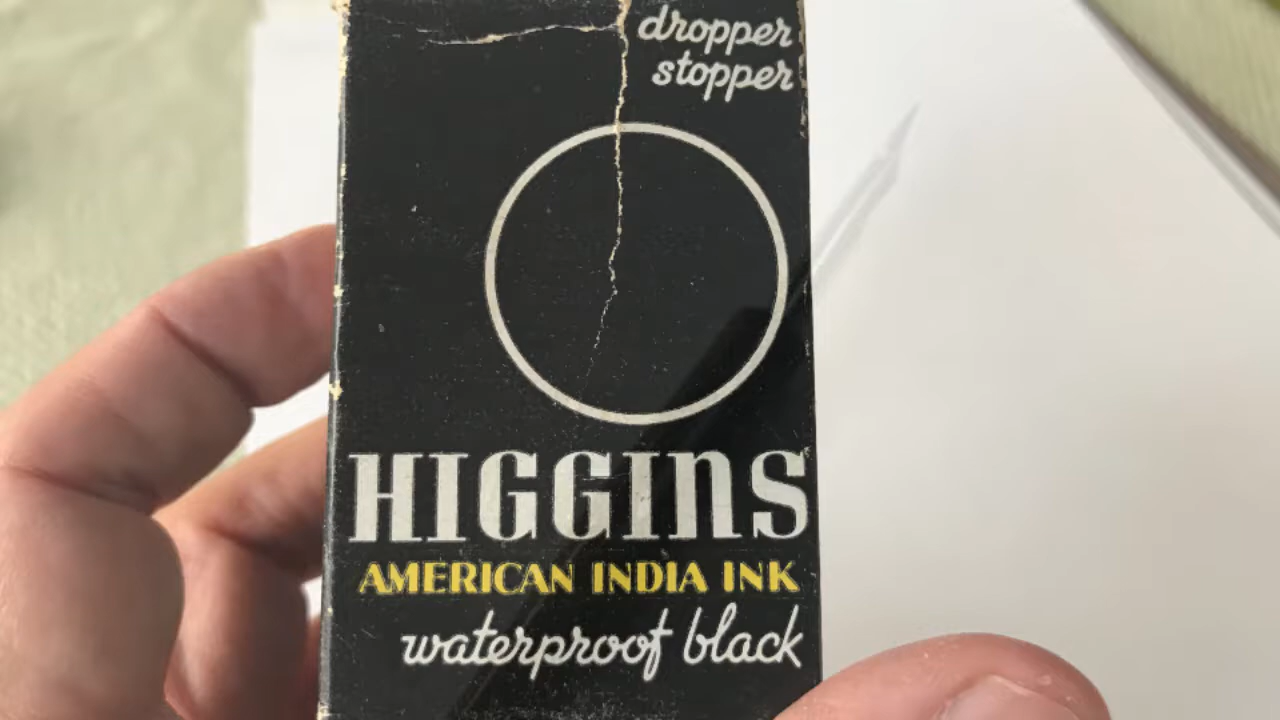 dropper
stopper
HIGGINS
AMERICAN INDIA INK
waterproof black